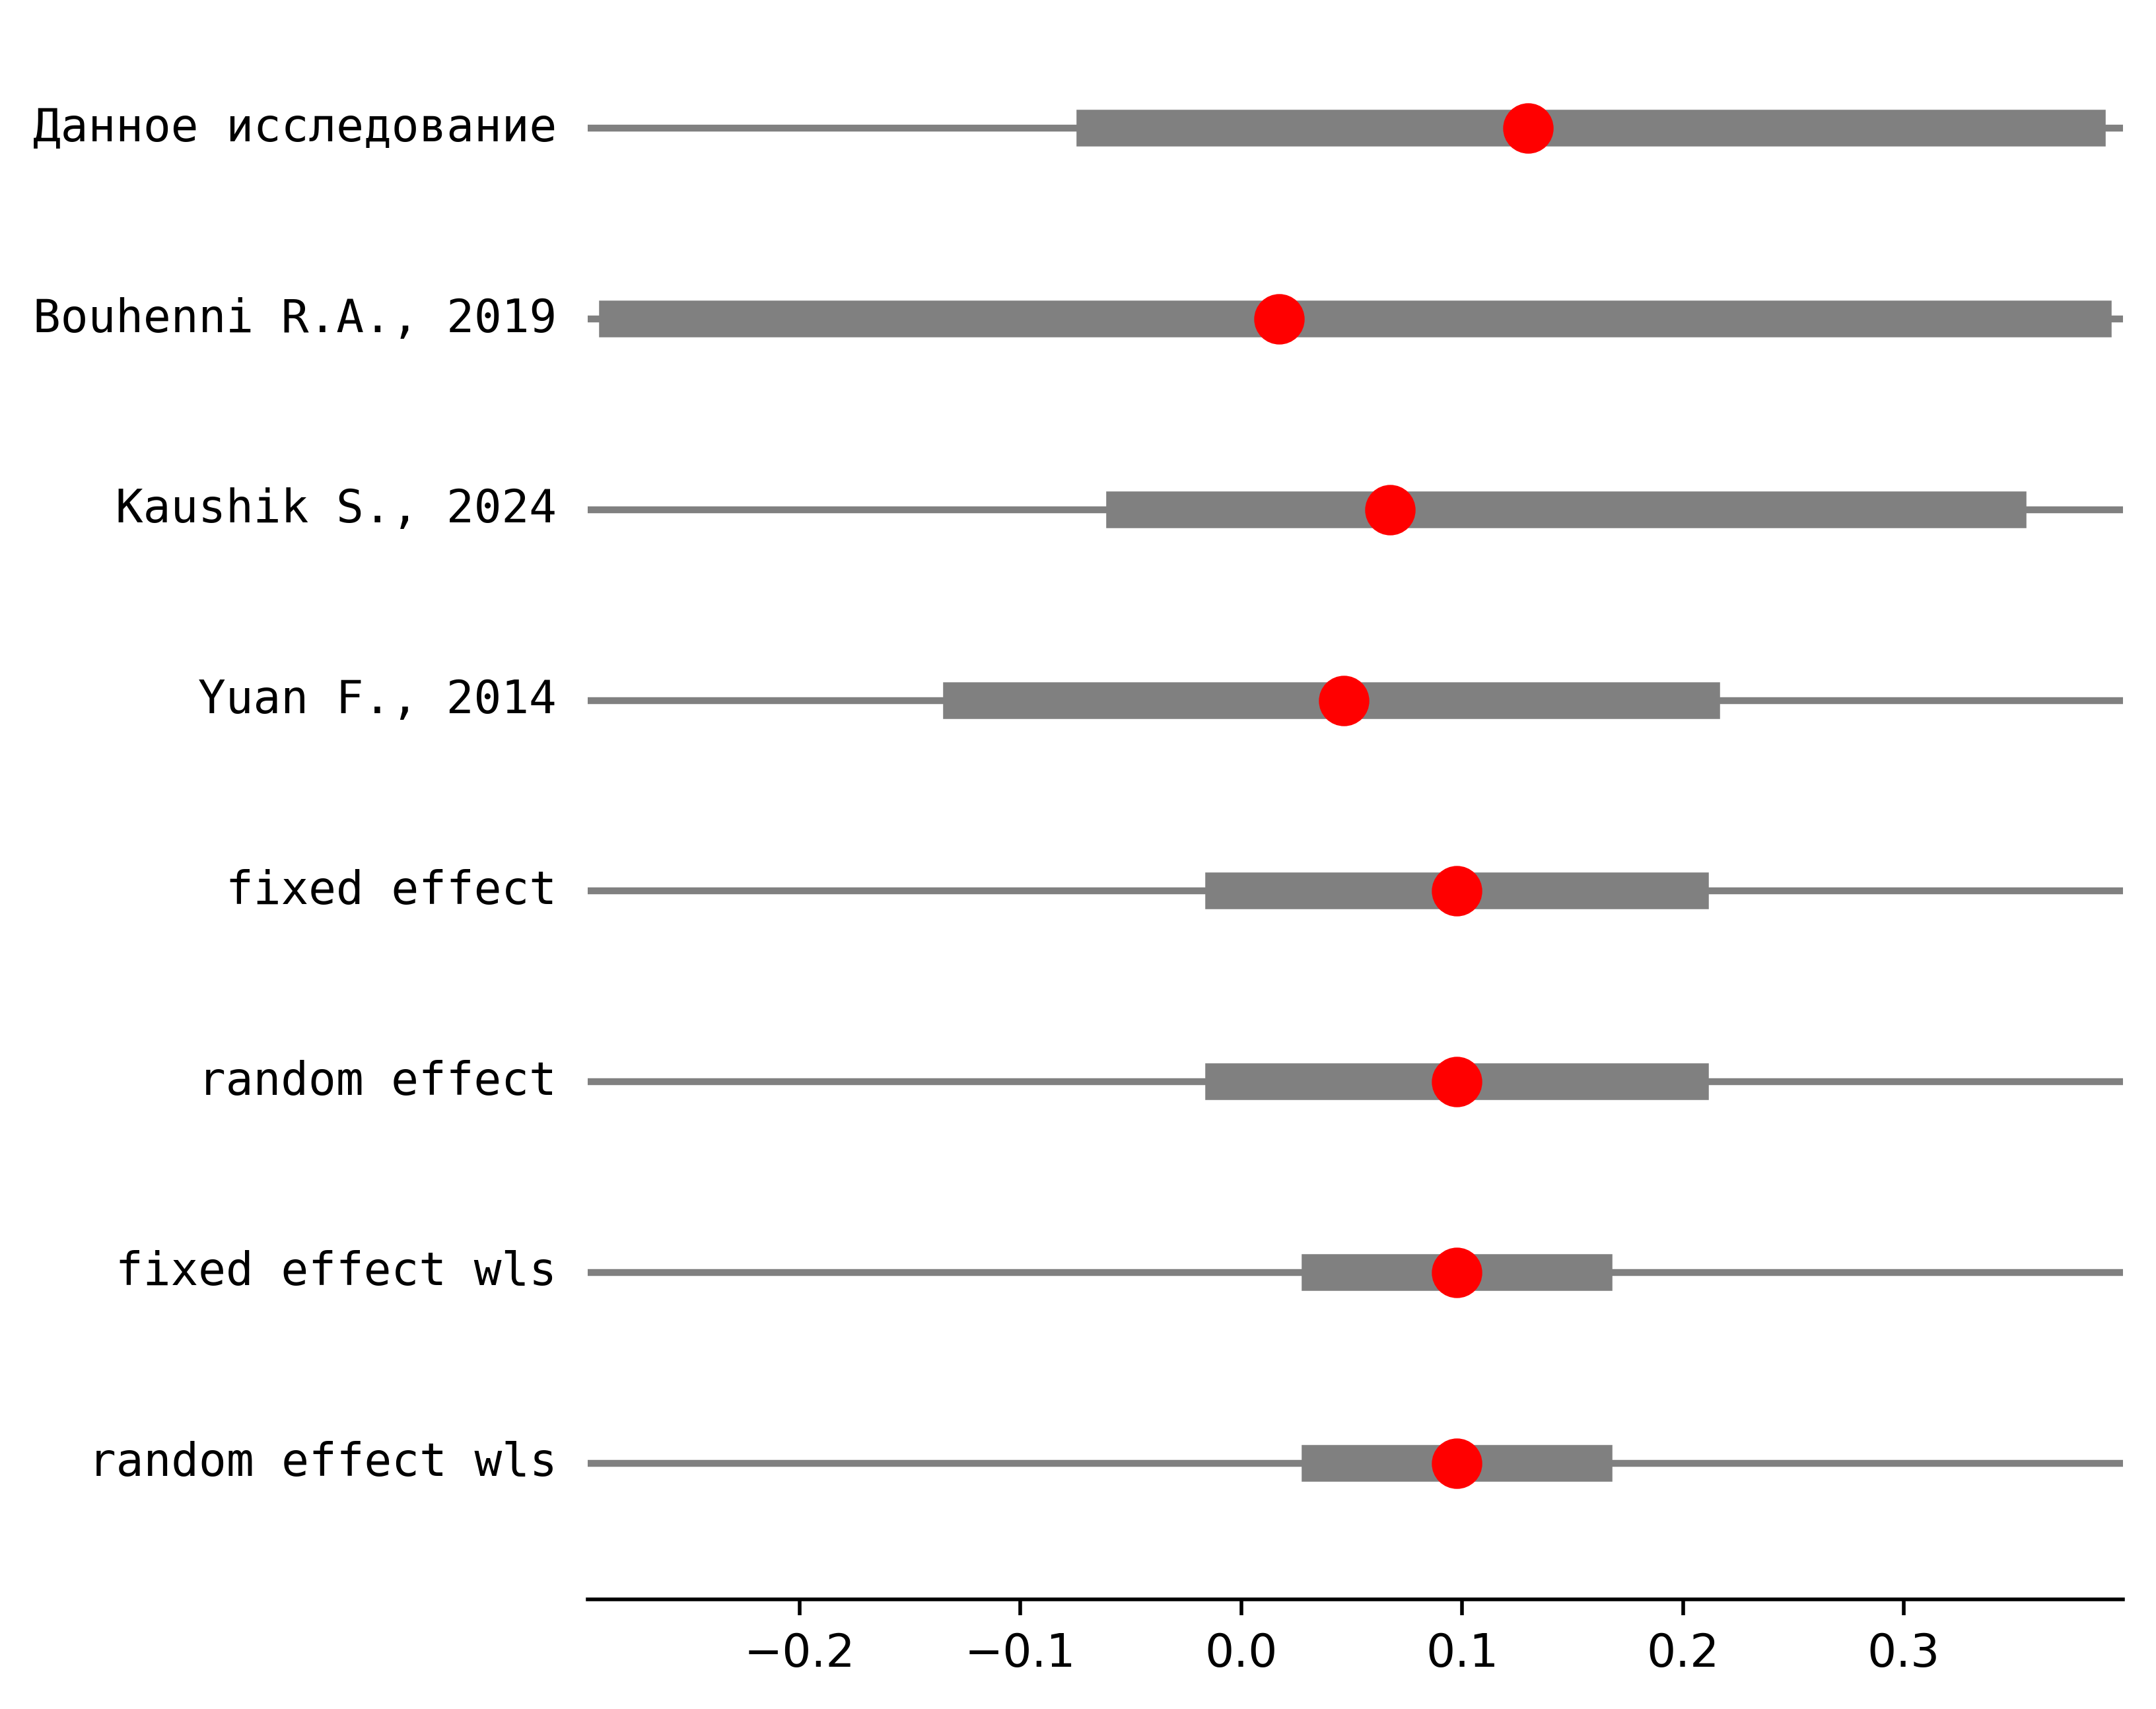 Данное исследование
Bouhenni R.A., 2019
Kaushik S., 2024
Yuan F., 2014
fixed effect
random effect
fixed effect wls
random effect wls
−0.2 −0.1 0.0 0.1 0.2 0.3